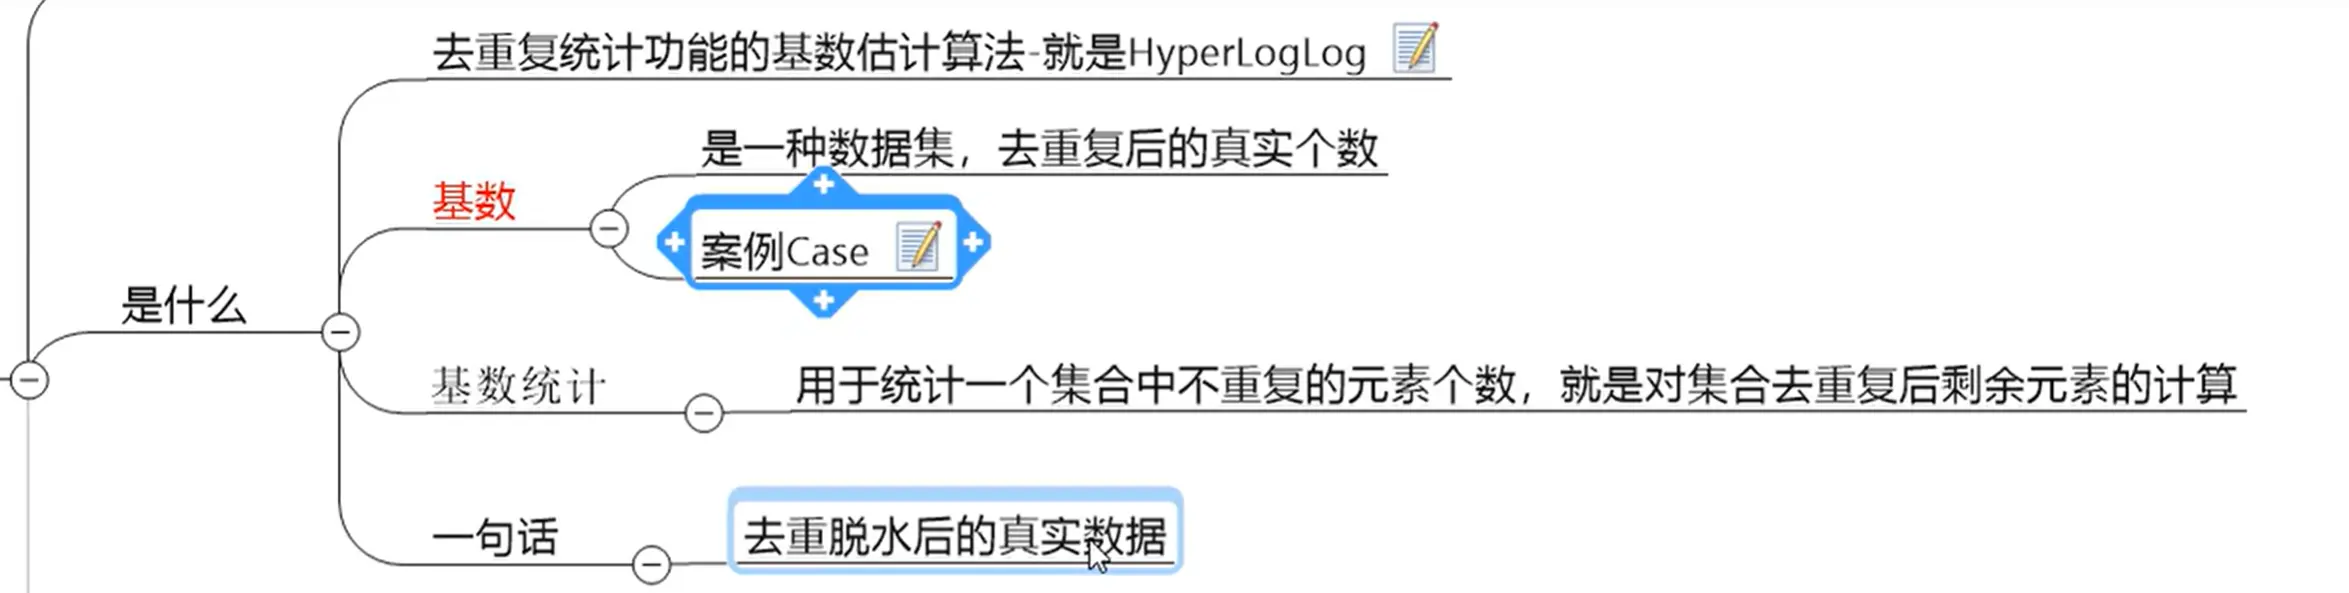 去重复统计功能的基数估计算法-就是HyperLogLog
是一种数据集，去重复后的真实个数
基数
案例Case
是什么
基数统计
用于统计一个集合中不重复的元素个数，就是对集合去重复后剩余元素的计算
一句话
去重脱水后的真实数据